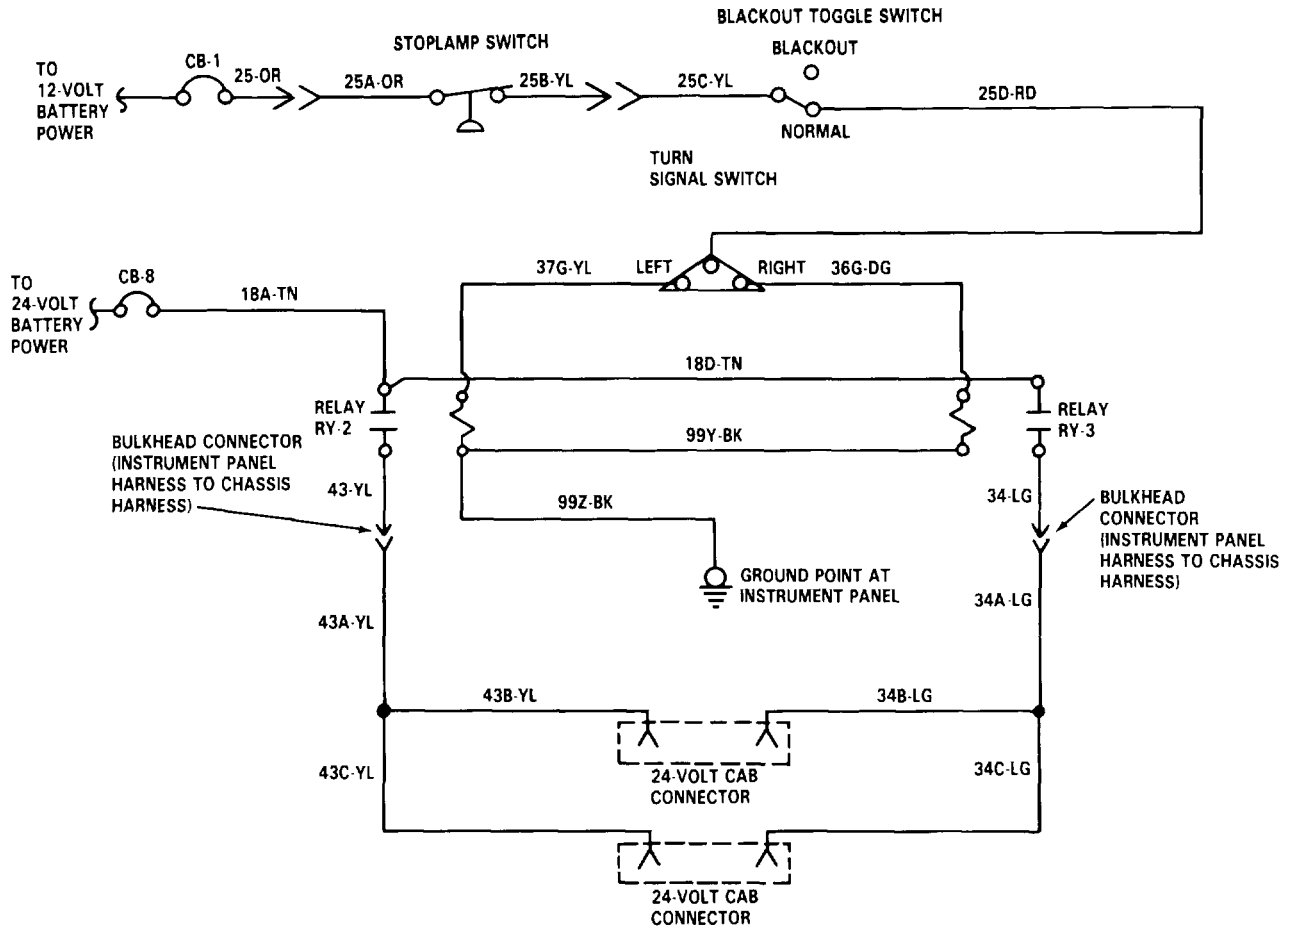 BLACKOUT TOGGLE SWITCH
STOPLAMP SWITCH
BLACKOUT
TO
12-VOLT
BATTERY
POWER
CB-1
25-OR
25A-OR
25B-YL
25C-YL
25D-RD
NORMAL
TURN
SIGNAL SWITCH
TO
24-VOLT
BATTERY
POWER
CB-8
18A-TN
37G-YL
LEFT
RIGHT
36G-DG
18D-TN
RELAY
RY-2
99Y-BK
RELAY
RY-3
BULKHEAD CONNECTOR
(INSTRUMENT PANEL
HARNESS TO CHASSIS
HARNESS)
43-YL
99Z-BK
34-LG
BULKHEAD
CONNECTOR
(INSTRUMENT PANEL
HARNESS TO CHASSIS
HARNESS)
GROUND POINT AT
INSTRUMENT PANEL
43A-YL
34A-LG
43B-YL
34B-LG
43C-YL
24-VOLT CAB
CONNECTOR
34C-LG
24-VOLT CAB
CONNECTOR